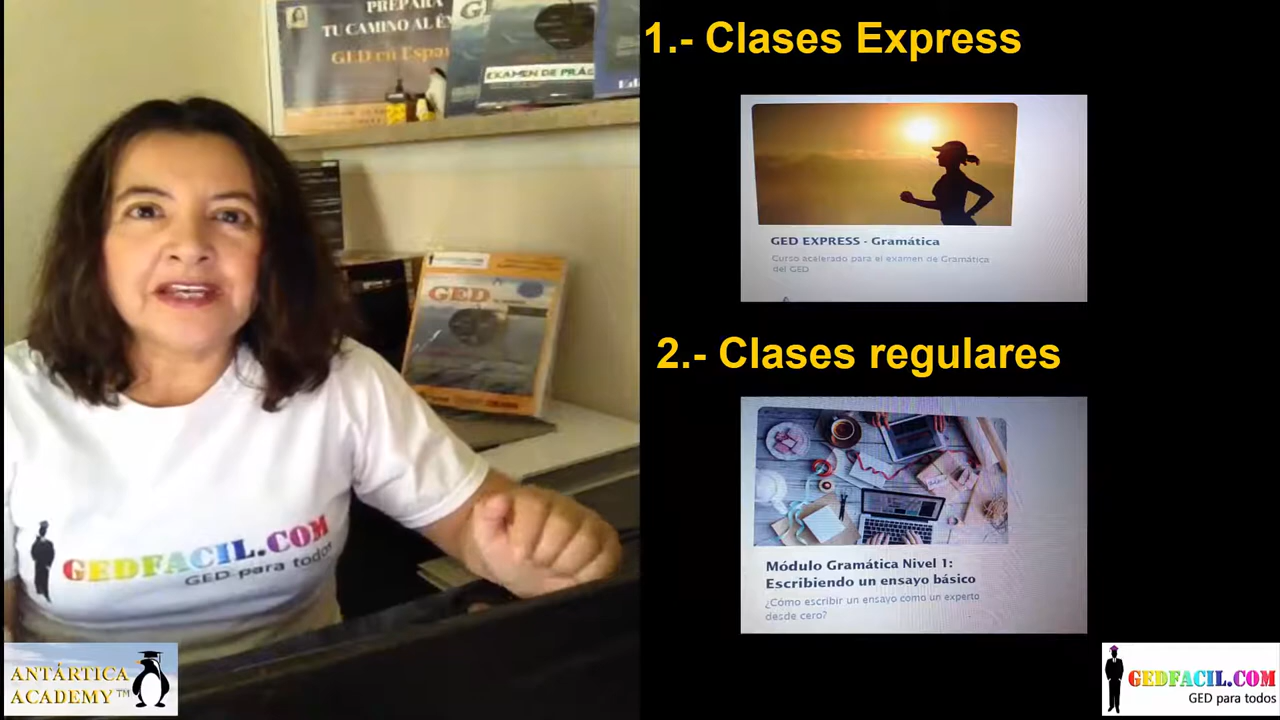 PREPARA
TU CAMINO AL
GED en
EXAMEN DE
GED
GEDFACIL.COM
GED para todos
ANTÁRTICA
ACADEMY™
1.- Clases Express
GED EXPRESS - Gramática
Curso acelerado para el examen de Gramática
del GED
2.- Clases regulares
Módulo Gramática Nivel 1:
Escribiendo un ensayo básico
¿Cómo escribir un ensayo como un experto
desde cero?
GEDFACIL.COM
GED para todos